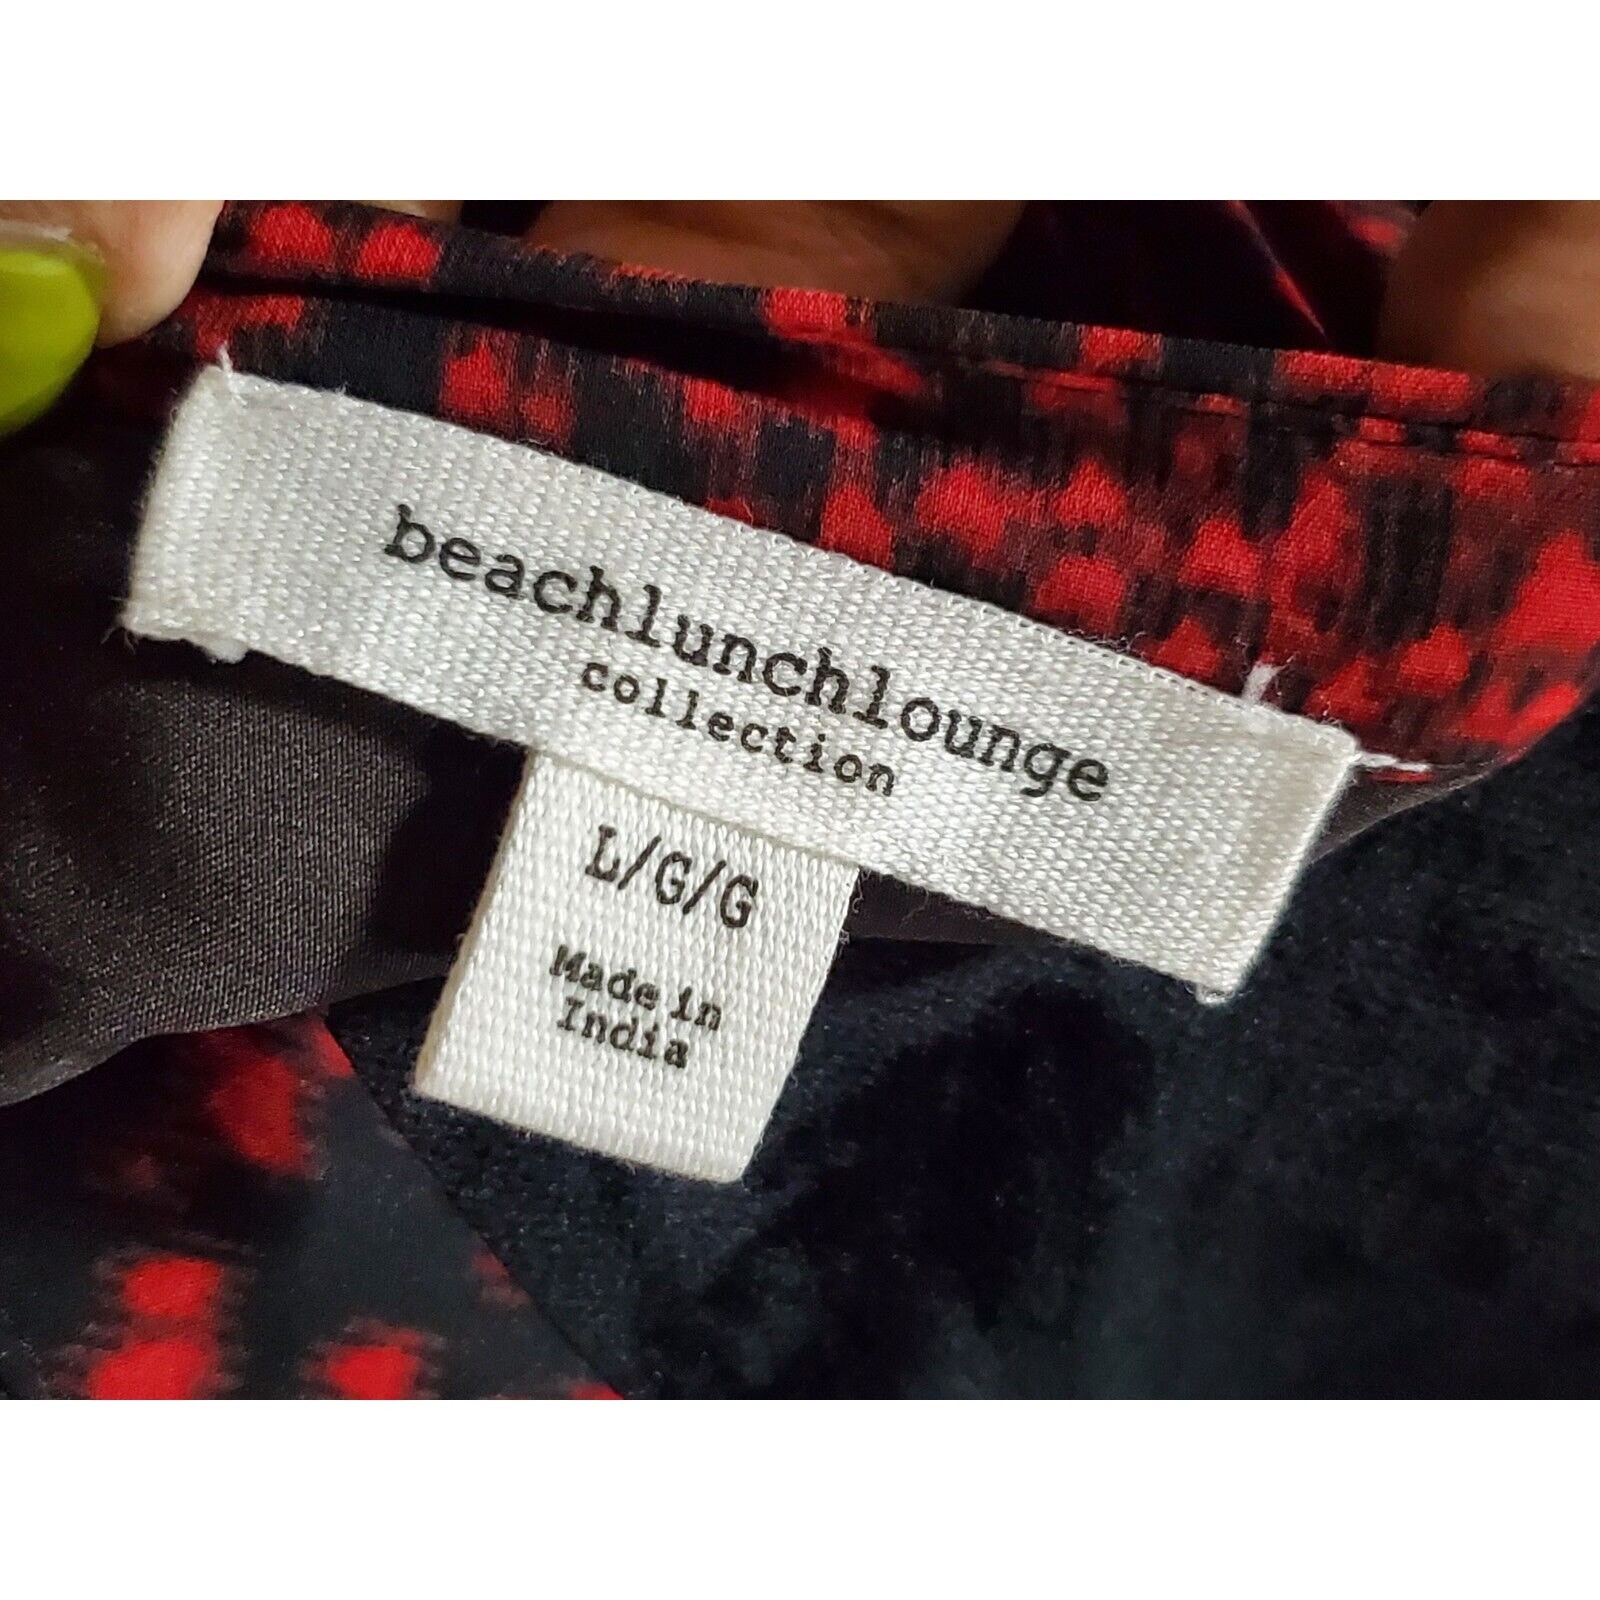 beachlunchlounge
collection
L/G/G
Made in
India